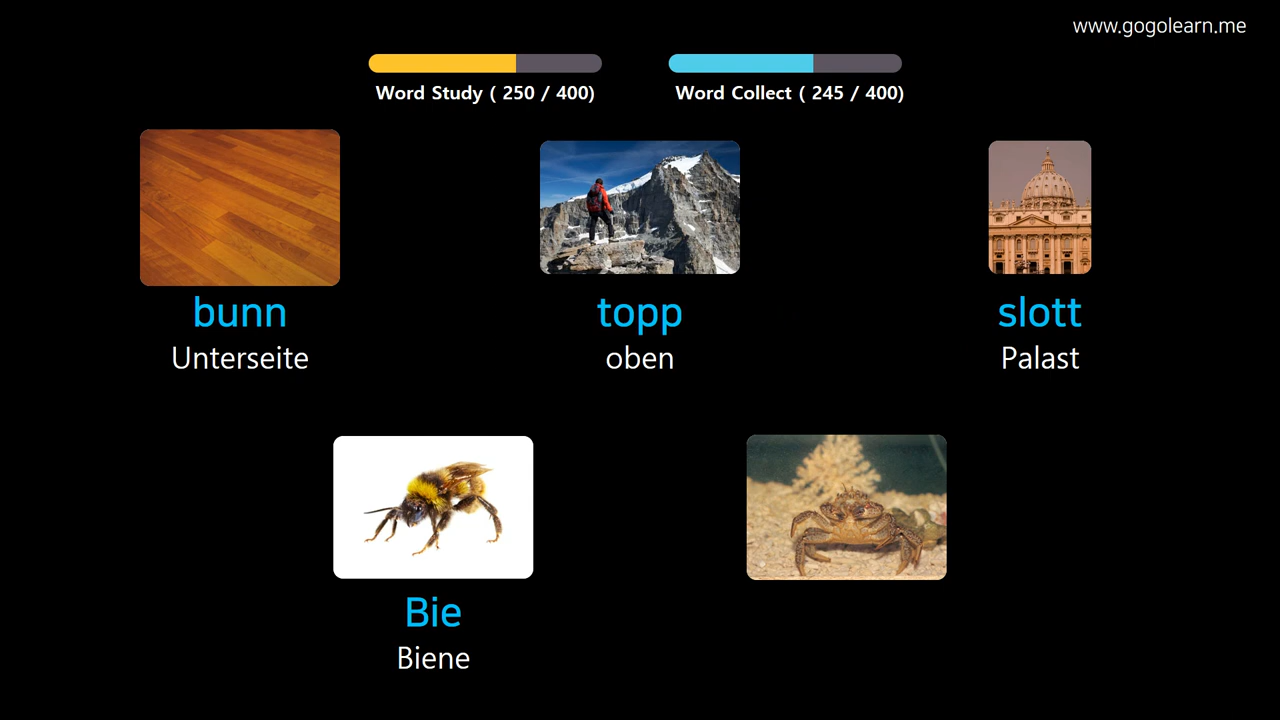 www.gogolearn.me
Word Study ( 250 / 400)
Word Collect ( 245 / 400)
bunn
Unterseite
topp
oben
slott
Palast
Bie
Biene